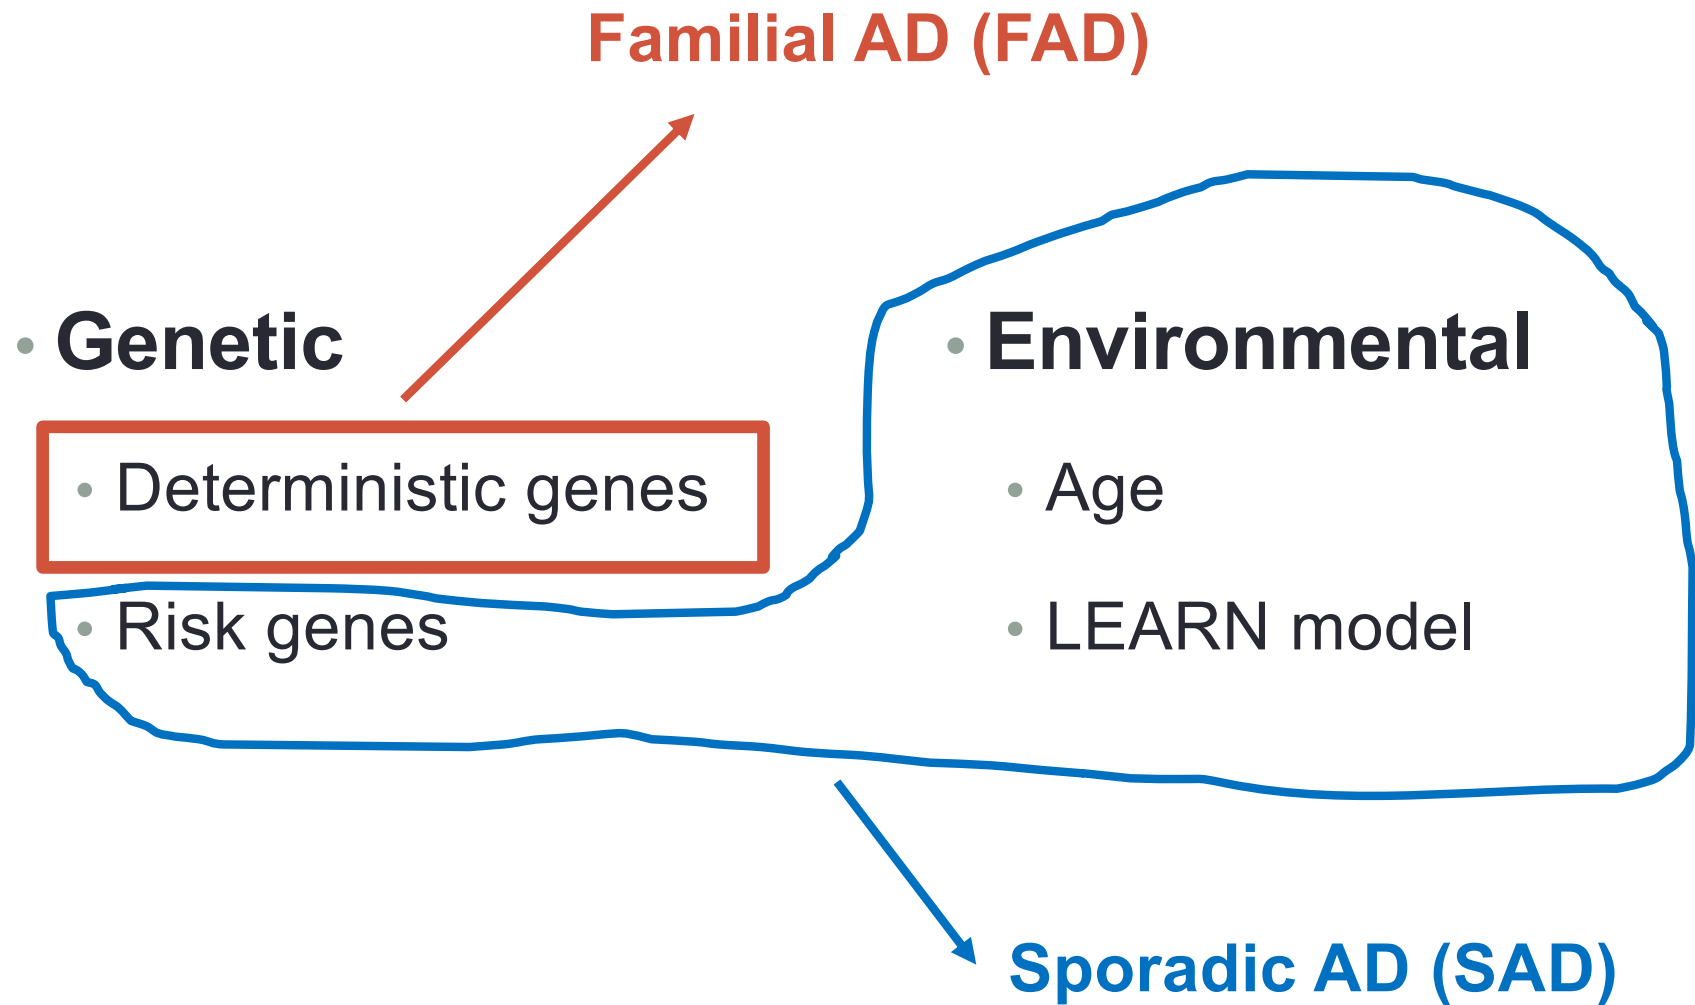 Familial AD (FAD)
• Genetic
• Deterministic genes
• Risk genes
• Environmental
• Age
• LEARN model
Sporadic AD (SAD)